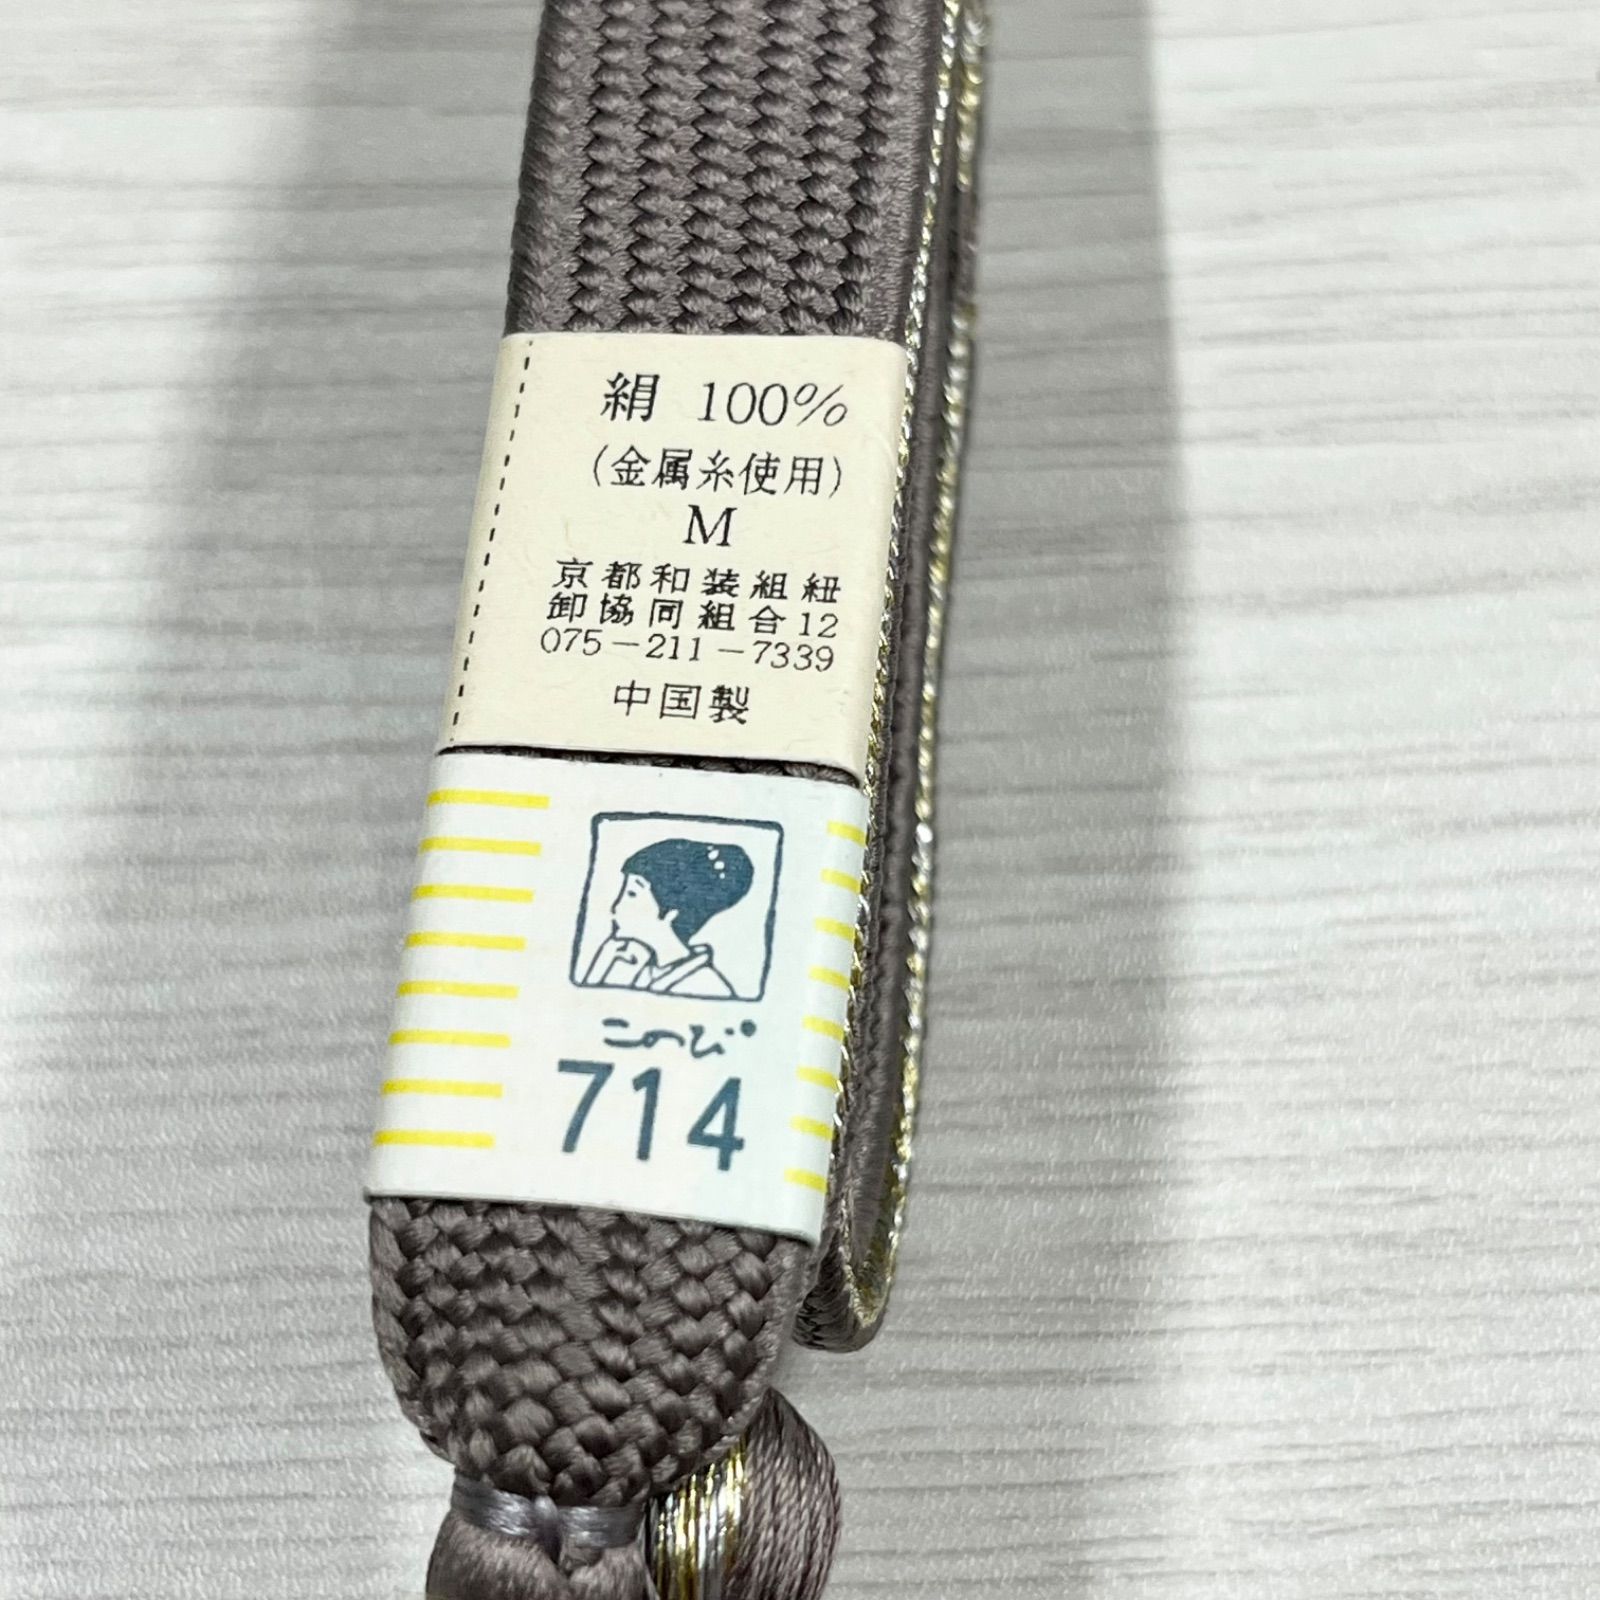 絹 100%
(金属糸使用)
M
京都和装組紐
卸協同組合12
075-211-7339
中国製
このび
714